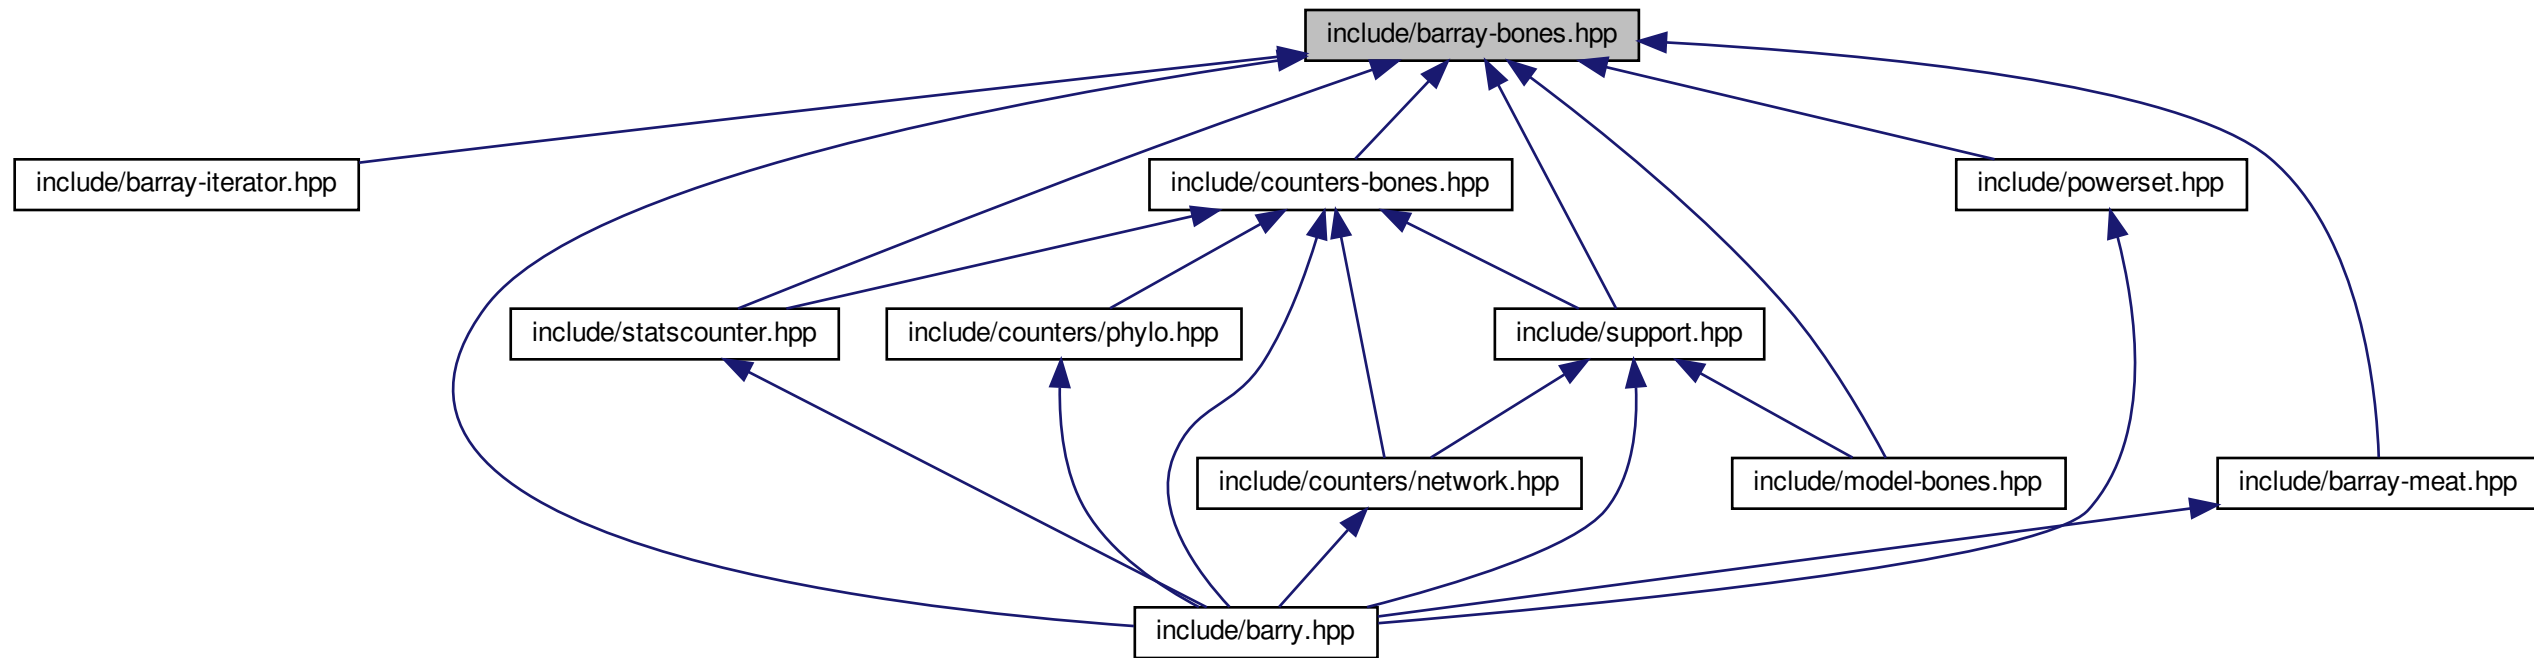 include/barray-bones.hpp
include/barray-iterator.hpp
include/counters-bones.hpp
include/powerset.hpp
include/statscounter.hpp
include/counters/phylo.hpp
include/support.hpp
include/counters/network.hpp
include/model-bones.hpp
include/barray-meat.hpp
include/barry.hpp